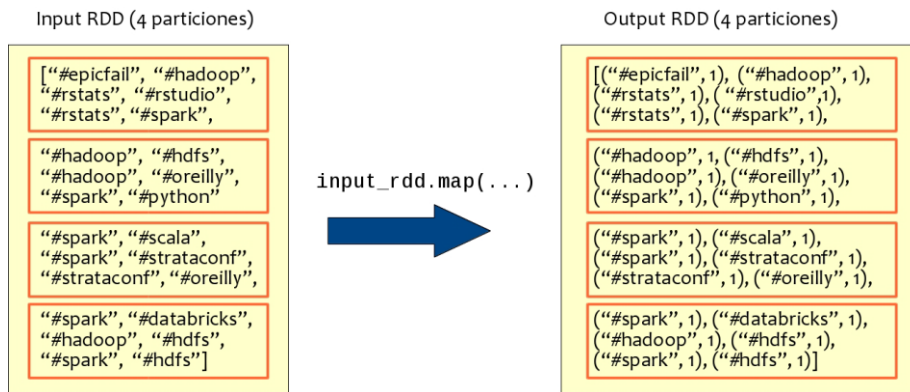 Input RDD (4 particiones)
["#epicfail", "#hadoop",
"#rstats", "#rstudio",
"#rstats", "#spark",
"#hadoop", "#hdfs",
"#hadoop", "#oreilly",
"#spark", "#python"
"#spark", "#scala",
"#spark", "#strataconf",
"#strataconf", "#oreilly",
"#spark", "#databricks",
"#hadoop", "#hdfs",
"#spark", "#hdfs"]
input_rdd.map(...)
Output RDD (4 particiones)
[("#epicfail", 1), ("#hadoop", 1),
("#rstats", 1), ( "#rstudio",1),
("#rstats", 1), ("#spark", 1),
("#hadoop", 1, ("#hdfs", 1),
("#hadoop", 1), ("#oreilly", 1),
("#spark", 1), ("#python", 1),
("#spark", 1), ("#scala", 1),
("#spark", 1), ("#strataconf", 1),
("#strataconf", 1), ("#oreilly", 1),
("#spark", 1), ("#databricks", 1),
("#hadoop", 1), ("#hdfs", 1),
("#spark", 1), ("#hdfs", 1)]